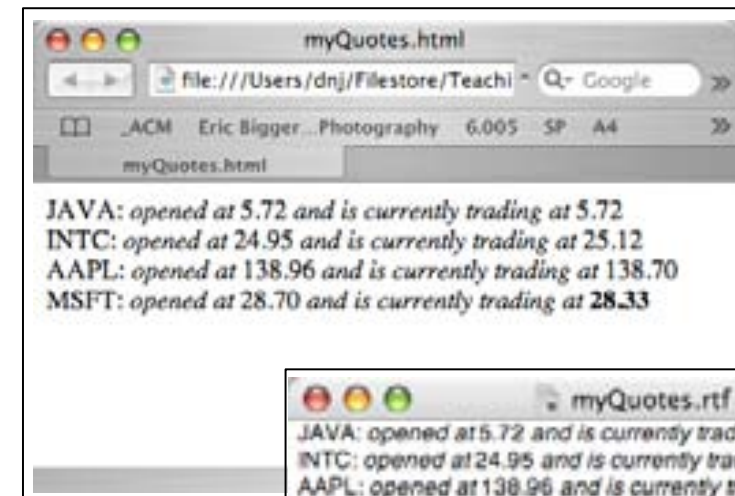 myQuotes.html
file:///Users/dnj/Filestore/Teachi
Q Google
_ACM Eric Bigger...Photography 6.005 SP A4
myQuotes.html
JAVA: opened at 5.72 and is currently trading at 5.72
INTC: opened at 24.95 and is currently trading at 25.12
AAPL: opened at 138.96 and is currently trading at 138.70
MSFT: opened at 28.70 and is currently trading at 28.33
myQuotes.rtf
JAVA: opened at 5.72 and is currently trad
INTC: opened at 24.95 and is currently tra
AAPL: opened at 138.96 and is currently t